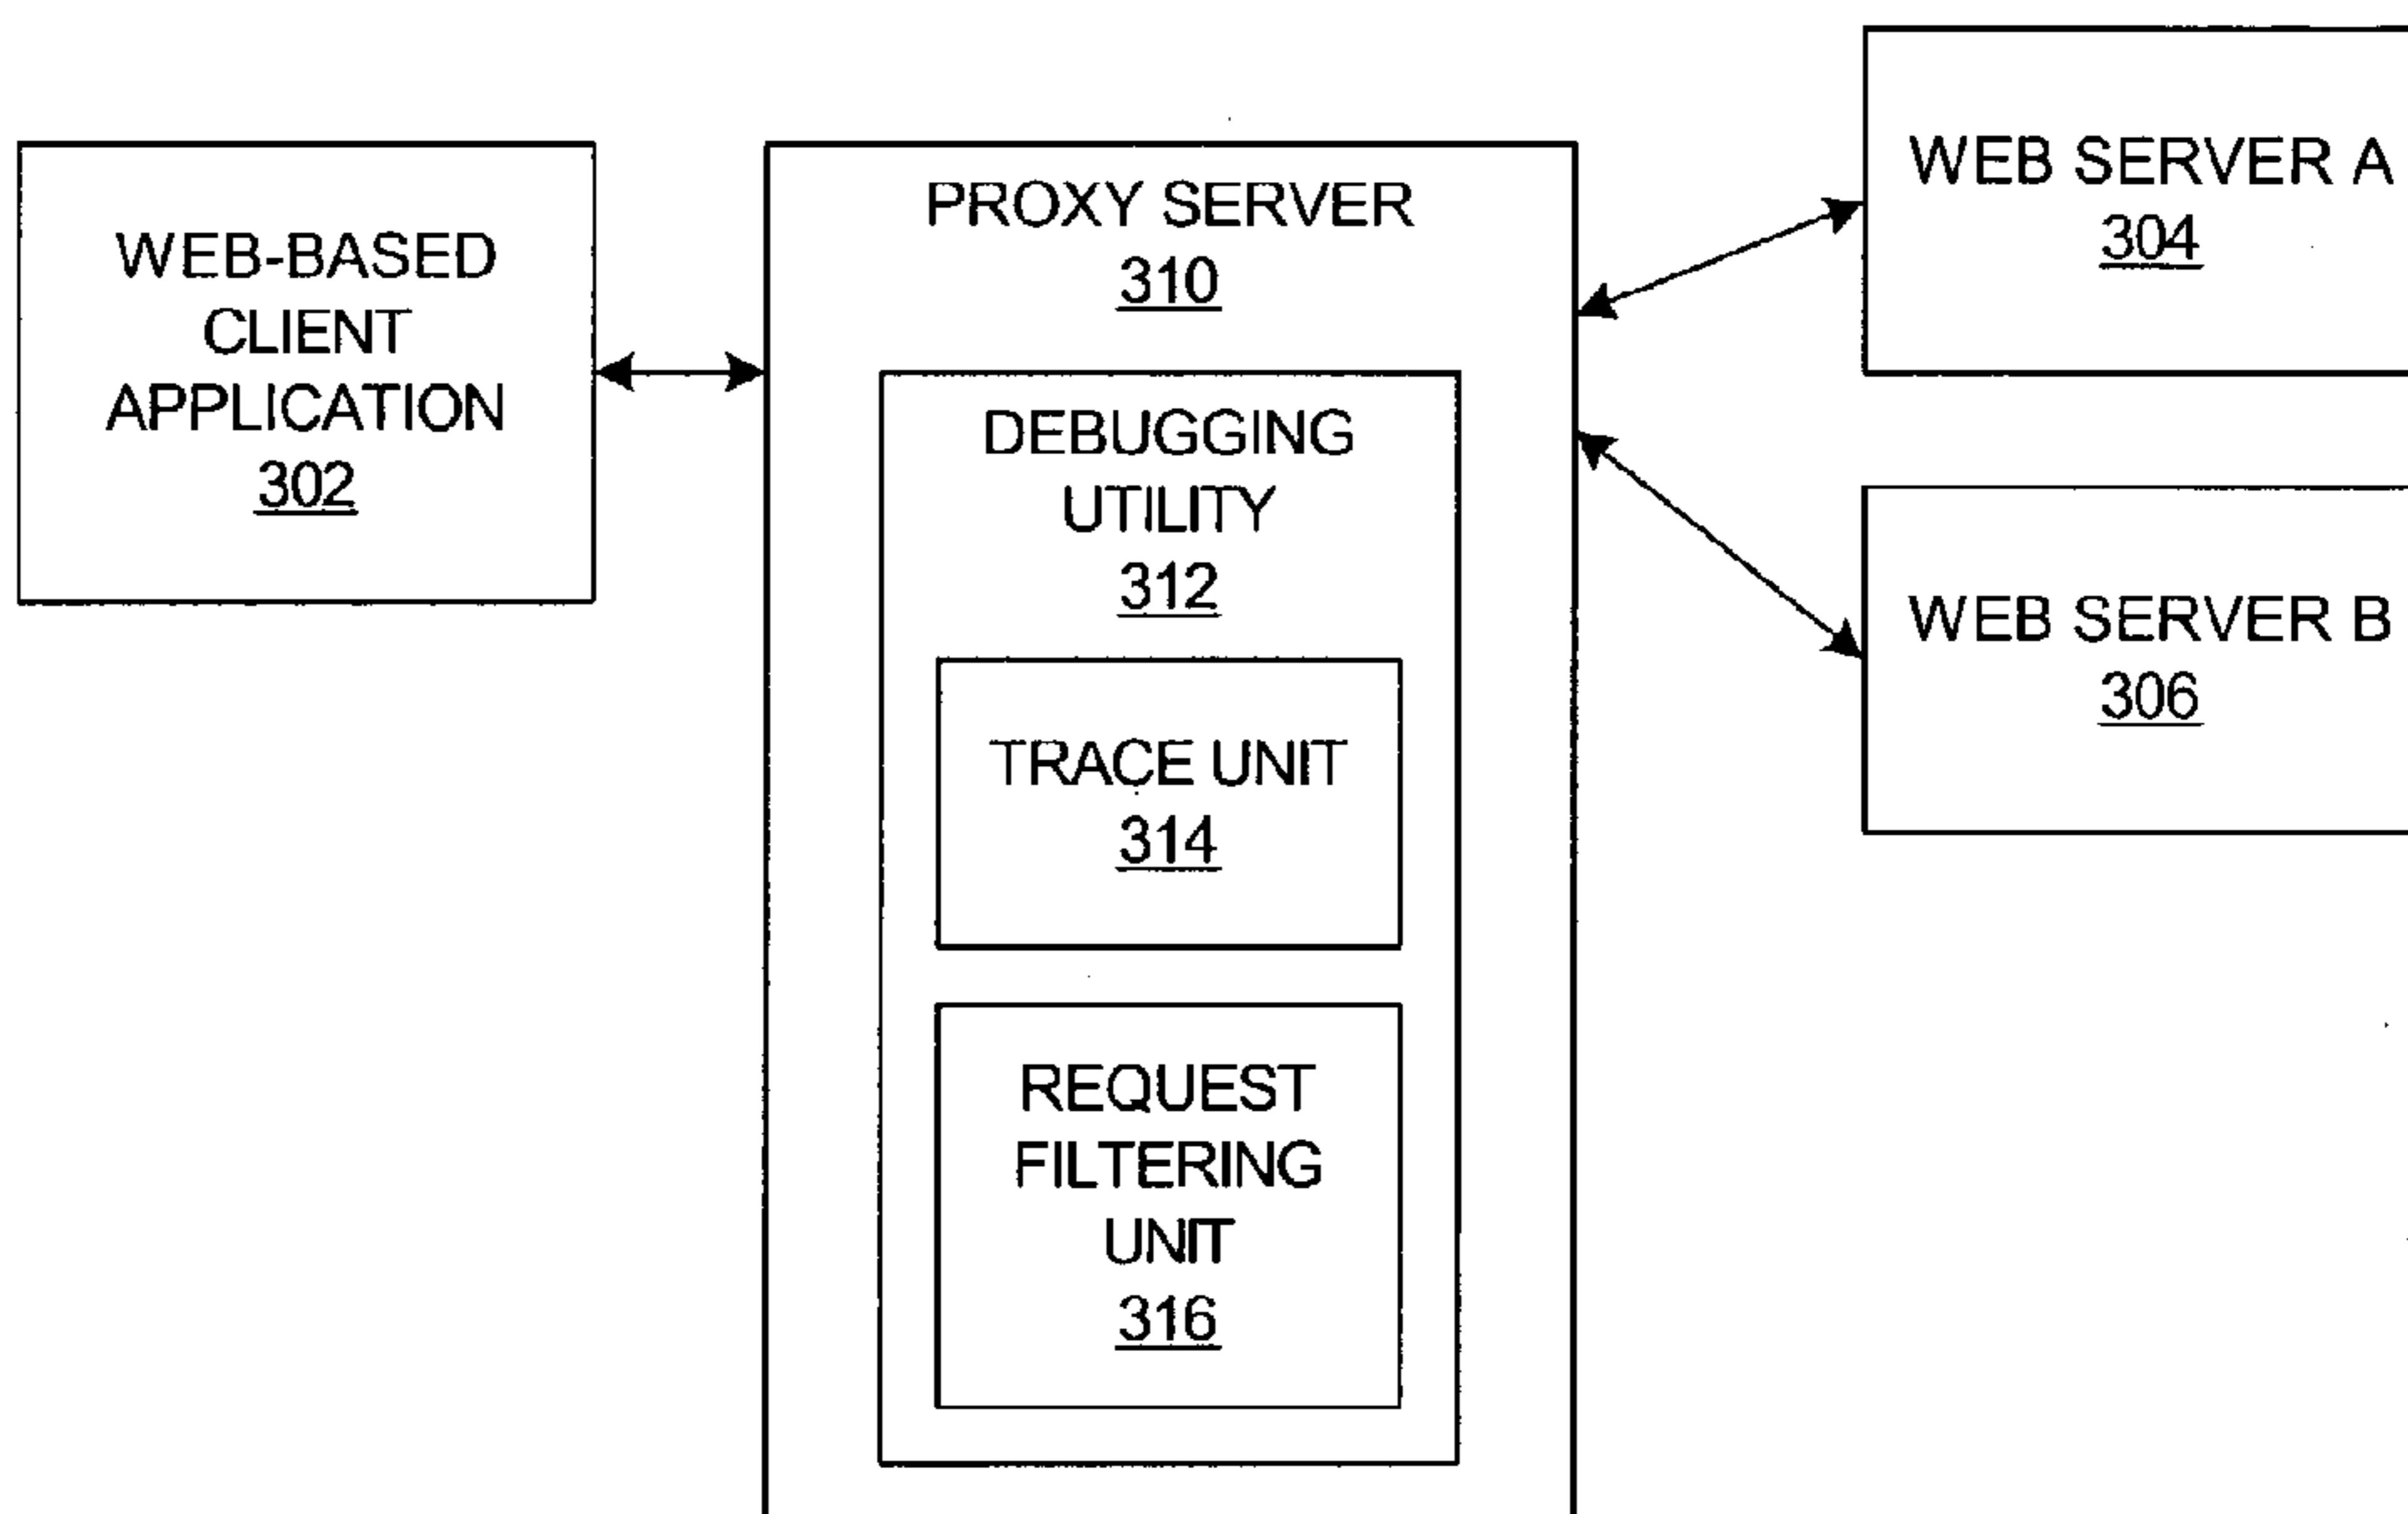 WEB-BASED
CLIENT
APPLICATION
302
PROXY SERVER
310
DEBUGGING
UTILITY
312
TRACE UNIT
314
REQUEST
FILTERING
UNIT
316
WEB SERVER A
304
WEB SERVER B
306